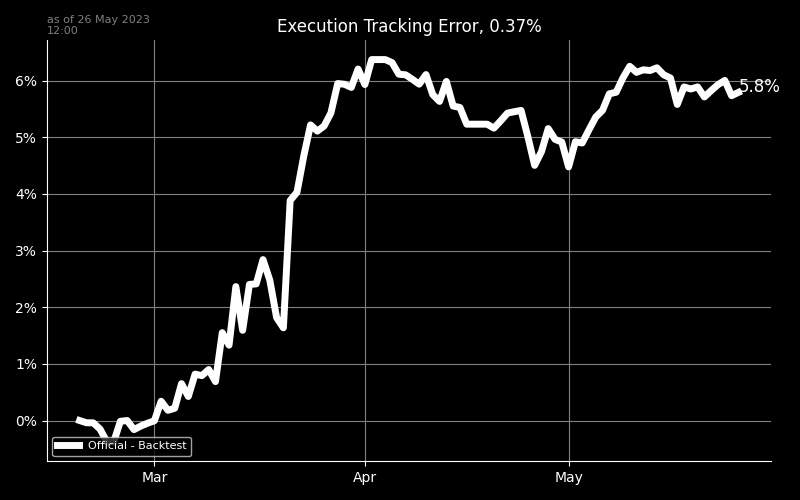 as of 26 May 2023
12:00
Execution Tracking Error, 0.37%
6%
5%
4%
3%
2%
1%
0%
5.8%
Official - Backtest
Mar Apr May